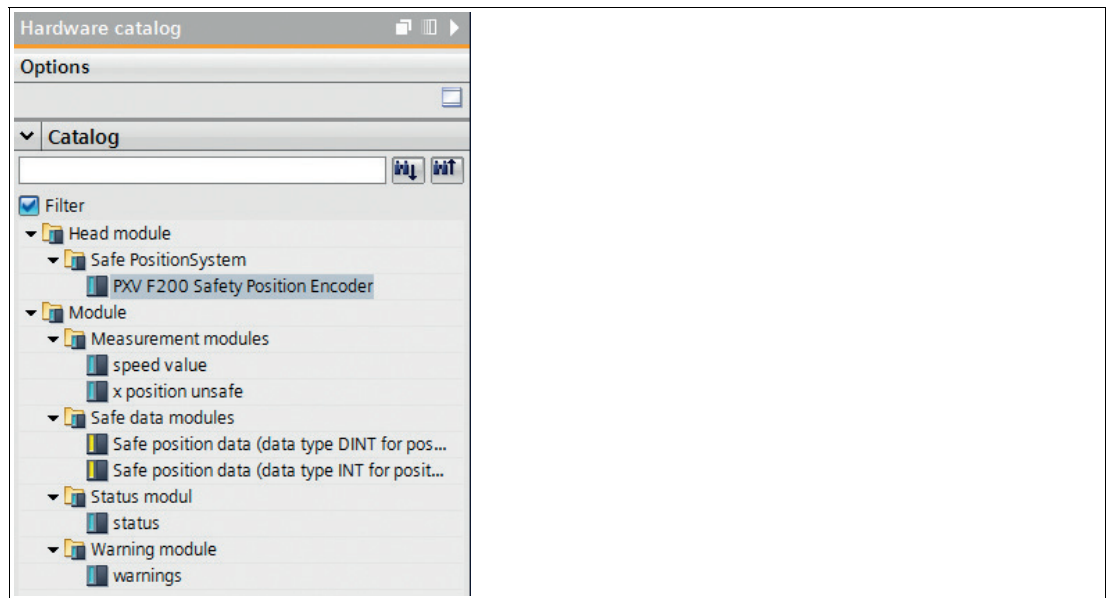 Hardware catalog
Options
Catalog
Filter
Head module
Safe PositionSystem
PXV F200 Safety Position Encoder
Module
Measurement modules
speed value
x position unsafe
Safe data modules
Safe position data (data type DINT for pos...
Safe position data (data type INT for posit...
Status modul
status
Warning module
warnings